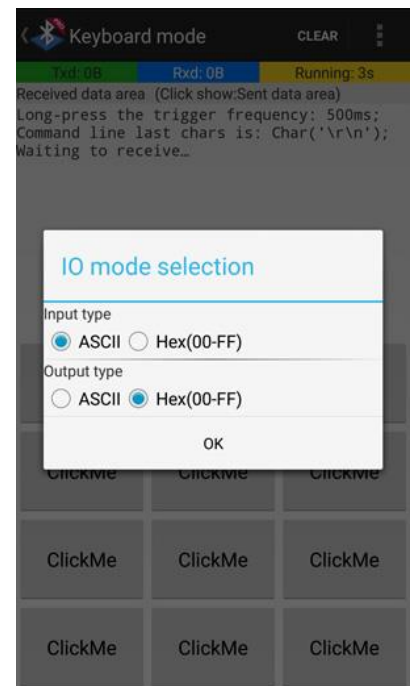 Keyboard mode CLEAR
Txd: 0B Rxd: 0B Running: 3s
Received data area (Click show:Sent data area)
Long-press the trigger frequency: 500ms;
Command line last chars is: Char('\r\n');
Waiting to receive…
IO mode selection
Input type
ASCII Hex(00-FF)
Output type
ASCII Hex(00-FF)
OK
ClickMe ClickMe ClickMe
ClickMe ClickMe ClickMe
ClickMe ClickMe ClickMe